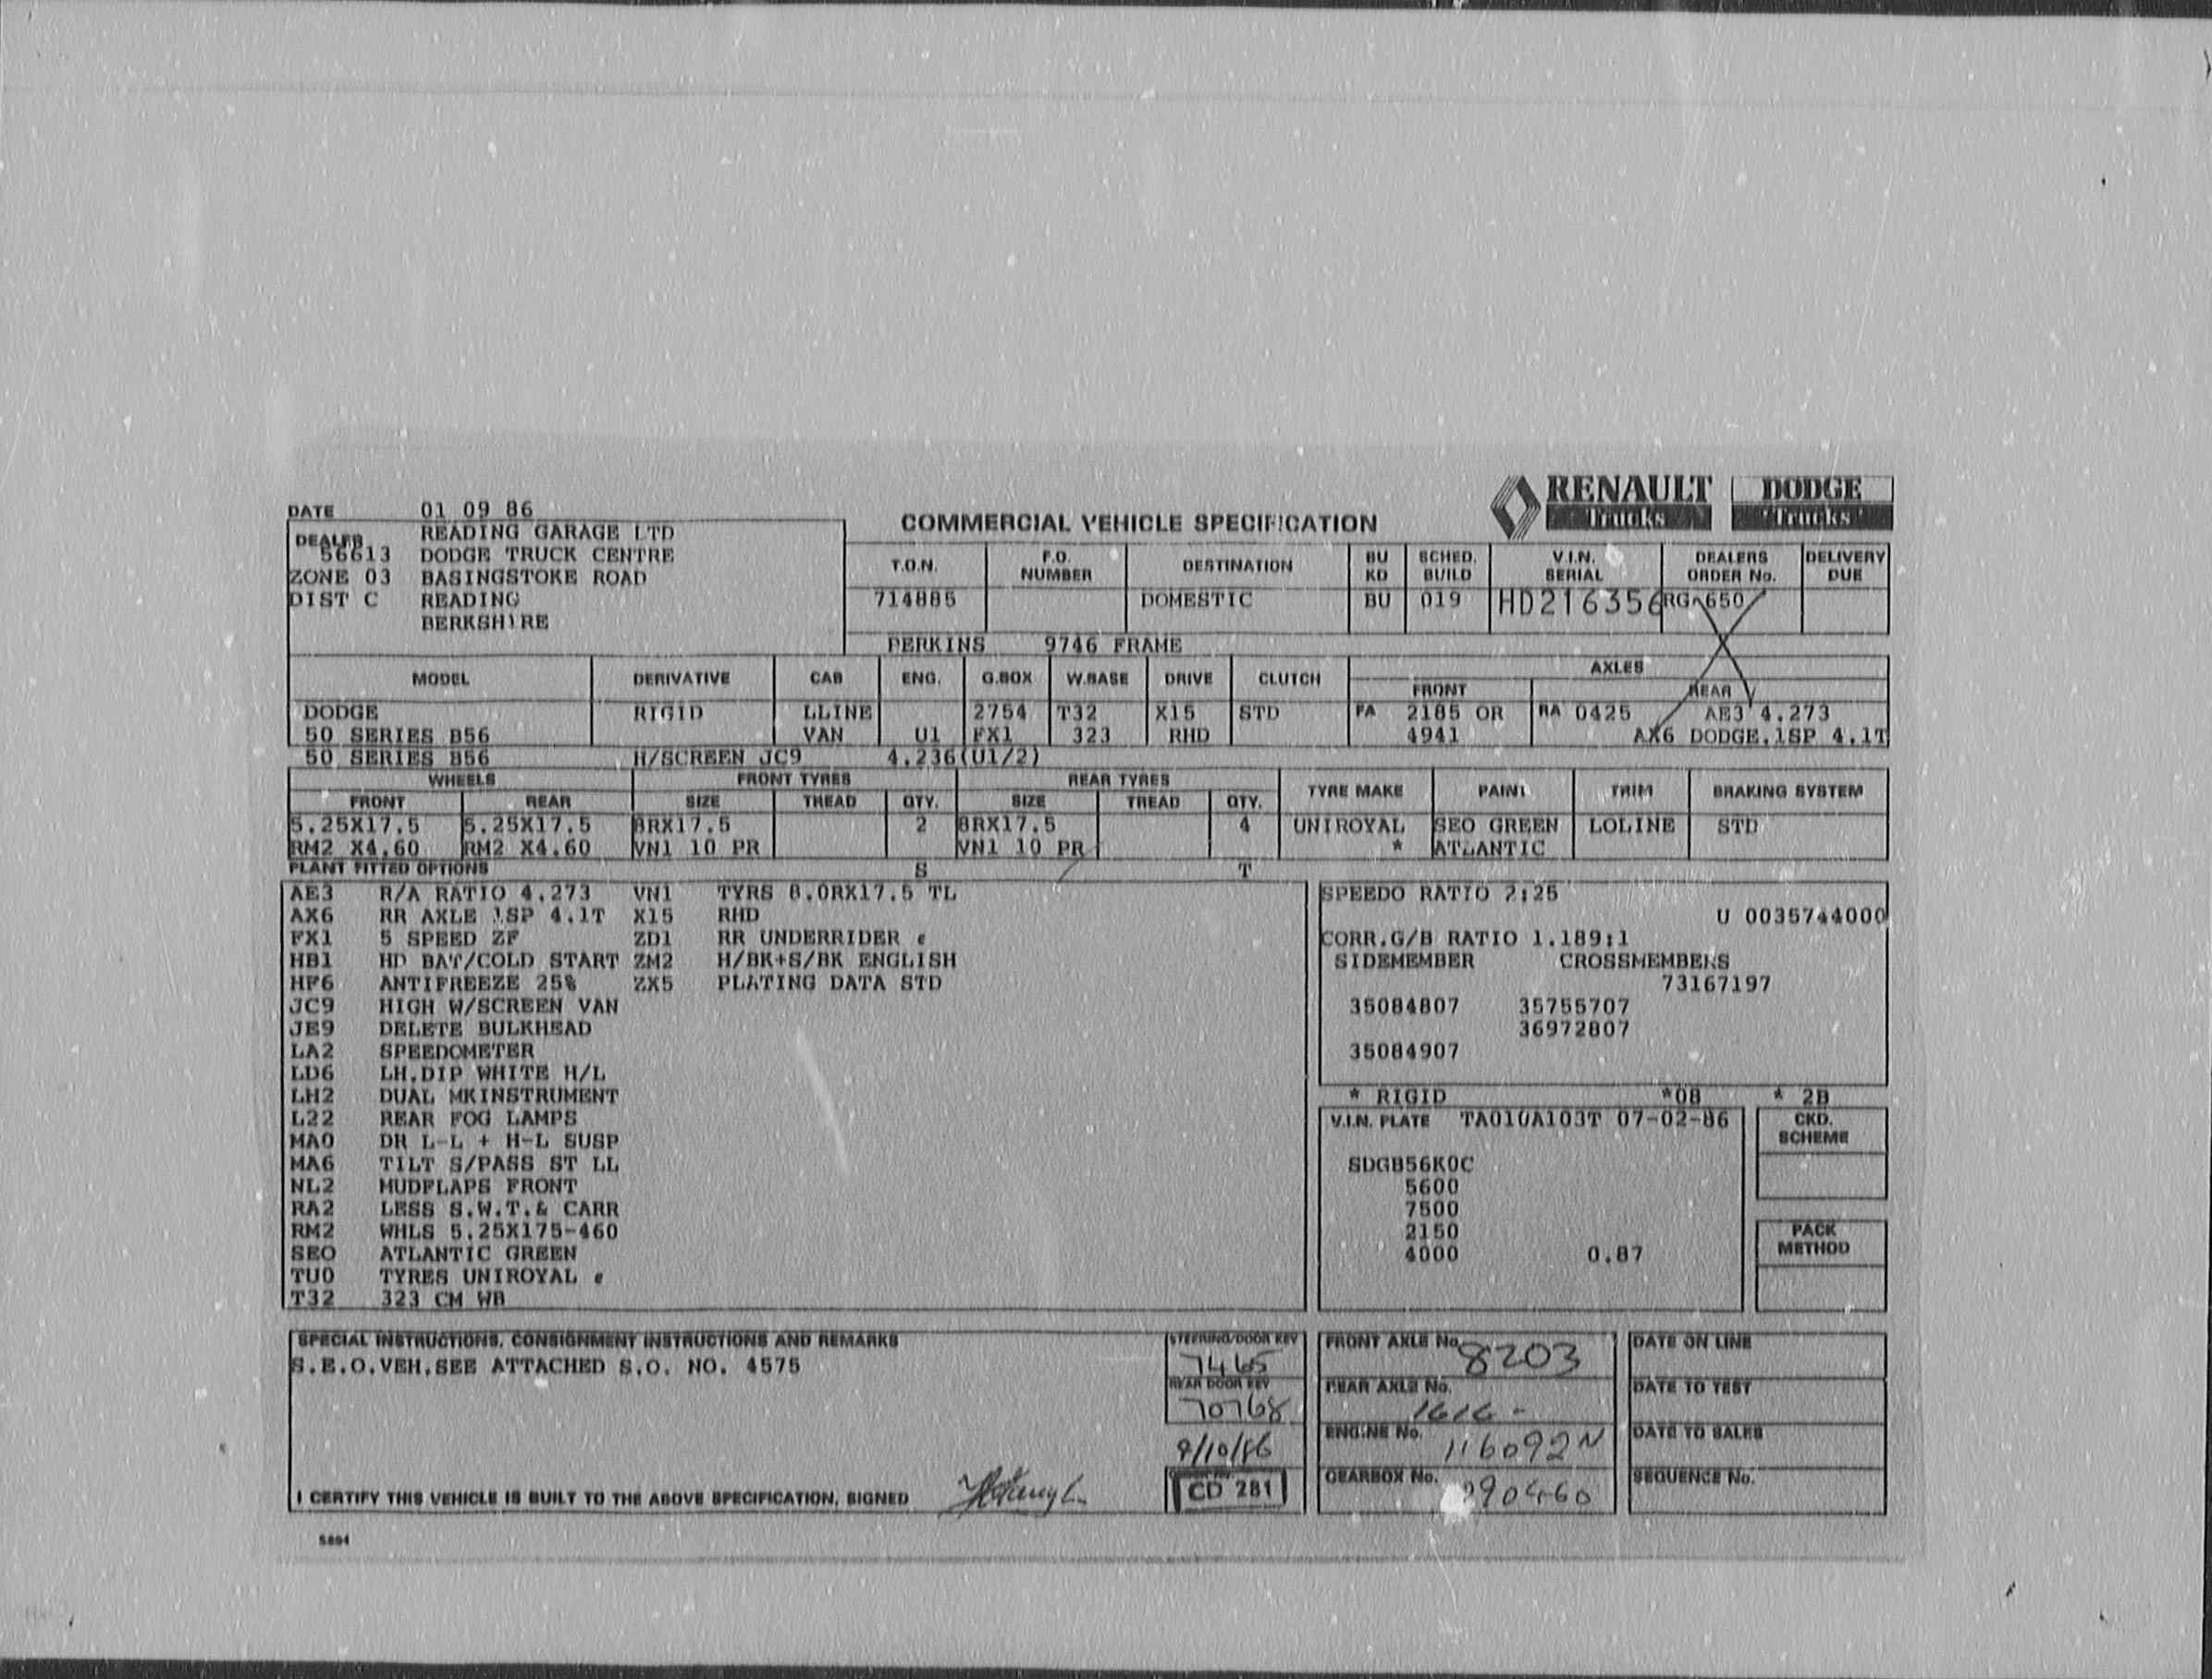 RENAULT Trucks DODGE Trucks
DATE 01 09 86
COMMERCIAL VEHICLE SPECIFICATION
DEALER READING GARAGE LTD
56613 DODGE TRUCK CENTRE
ZONE 03 BASINGSTOKE ROAD
DIST C READING
BERKSHIRE
T.O.N. F.O. NUMBER DESTINATION BU KD SCHED. BUILD V.I.N. SERIAL DEALERS ORDER No. DELIVERY DUE
714885 DOMESTIC BU 019 HD216356 RG 650
PERKINS 9746 FRAME
MODEL DERIVATIVE CAB ENG. G.BOX W.BASE DRIVE CLUTCH AXLES
FRONT REAR
DODGE RIGID LLINE 2754 T32 X15 STD FA 2185 OR RA 0425 AE3 4.273
50 SERIES B56 VAN U1 FX1 323 RHD 4941 AX6 DODGE.1SP 4.1T
50 SERIES B56 H/SCREEN JC9 4.236(U1/2)
WHEELS FRONT TYRES REAR TYRES TYRE MAKE PAINT TRIM BRAKING SYSTEM
FRONT REAR SIZE TREAD QTY. SIZE TREAD QTY.
5.25X17.5 5.25X17.5 8RX17.5 2 8RX17.5 4 UNIROYAL SEO GREEN LOLINE STD
RM2 X4.60 RM2 X4.60 VN1 10 PR VN1 10 PR * ATLANTIC
PLANT FITTED OPTIONS S T
AE3 R/A RATIO 4.273 VN1 TYRS 8.0RX17.5 TL
AX6 RR AXLE 1SP 4.1T X15 RHD
FX1 5 SPEED ZF ZD1 RR UNDERRIDER
HB1 HD BAT/COLD START ZM2 H/BK+S/BK ENGLISH
HF6 ANTIFREEZE 25% ZX5 PLATING DATA STD
JC9 HIGH W/SCREEN VAN
JE9 DELETE BULKHEAD
LA2 SPEEDOMETER
LD6 LH.DIP WHITE H/L
LH2 DUAL MKINSTRUMENT
L22 REAR FOG LAMPS
MA0 DR L-L + H-L SUSP
MA6 TILT S/PASS ST LL
NL2 MUDFLAPS FRONT
RA2 LESS S.W.T.& CARR
RM2 WHLS 5.25X175-460
SEO ATLANTIC GREEN
TU0 TYRES UNIROYAL
T32 323 CM WB
SPEEDO RATIO 2:25
U 0035744000
CORR.G/B RATIO 1.189:1
SIDEMEMBER CROSSMEMBERS
73167197
35084807 35755707
36972807
35084907
* RIGID *08 * 2B
V.I.N. PLATE TA010A103T 07-02-86
SDGB56K0C
5600
7500
2150
4000 0.87
CKD. SCHEME
PACK METHOD
SPECIAL INSTRUCTIONS, CONSIGNMENT INSTRUCTIONS AND REMARKS
S.E.O.VEH.SEE ATTACHED S.O. NO. 4575
I CERTIFY THIS VEHICLE IS BUILT TO THE ABOVE SPECIFICATION, SIGNED
STEERING/DOOR KEY
7465
REAR DOOR KEY
70768
9/10/86
CD 281
FRONT AXLE No. 8203
REAR AXLE No.
1616 -
ENGINE No. 116092N
GEARBOX No. 290460
DATE ON LINE
DATE TO TEST
DATE TO SALES
SEQUENCE No.
5894